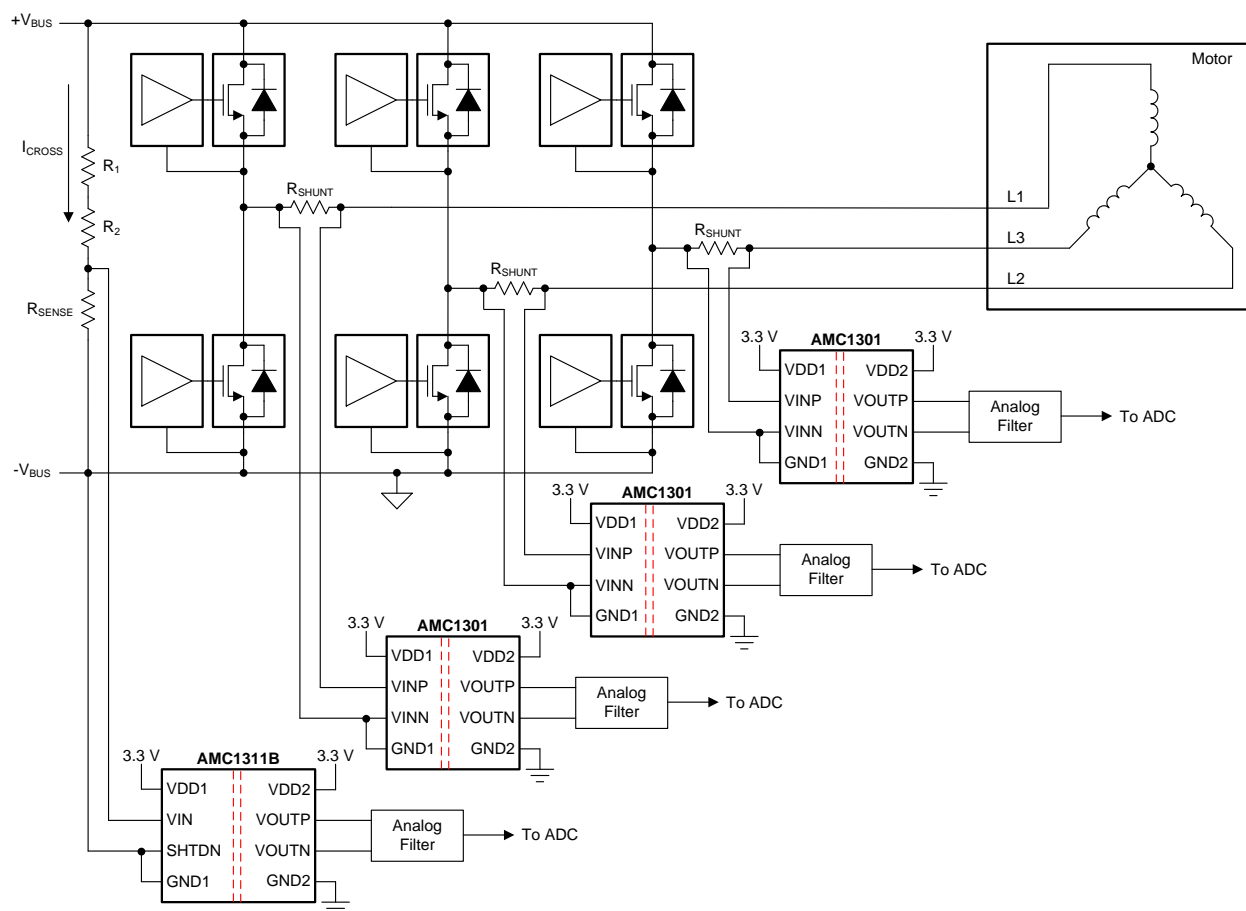 +VBUS
Motor
ICROSS
R1
RSHUNT
L1
R2
RSHUNT
L3
RSHUNT
L2
RSENSE
AMC1301
3.3 V
3.3 V
VDD1
VDD2
VINP
VOUTP
VINN
VOUTN
GND1
GND2
Analog
Filter
To ADC
-VBUS
AMC1301
3.3 V
3.3 V
VDD1
VDD2
VINP
VOUTP
VINN
VOUTN
GND1
GND2
Analog
Filter
To ADC
AMC1301
3.3 V
3.3 V
VDD1
VDD2
VINP
VOUTP
VINN
VOUTN
GND1
GND2
Analog
Filter
To ADC
AMC1311B
3.3 V
3.3 V
VDD1
VDD2
VIN
VOUTP
SHTDN
VOUTN
GND1
GND2
Analog
Filter
To ADC